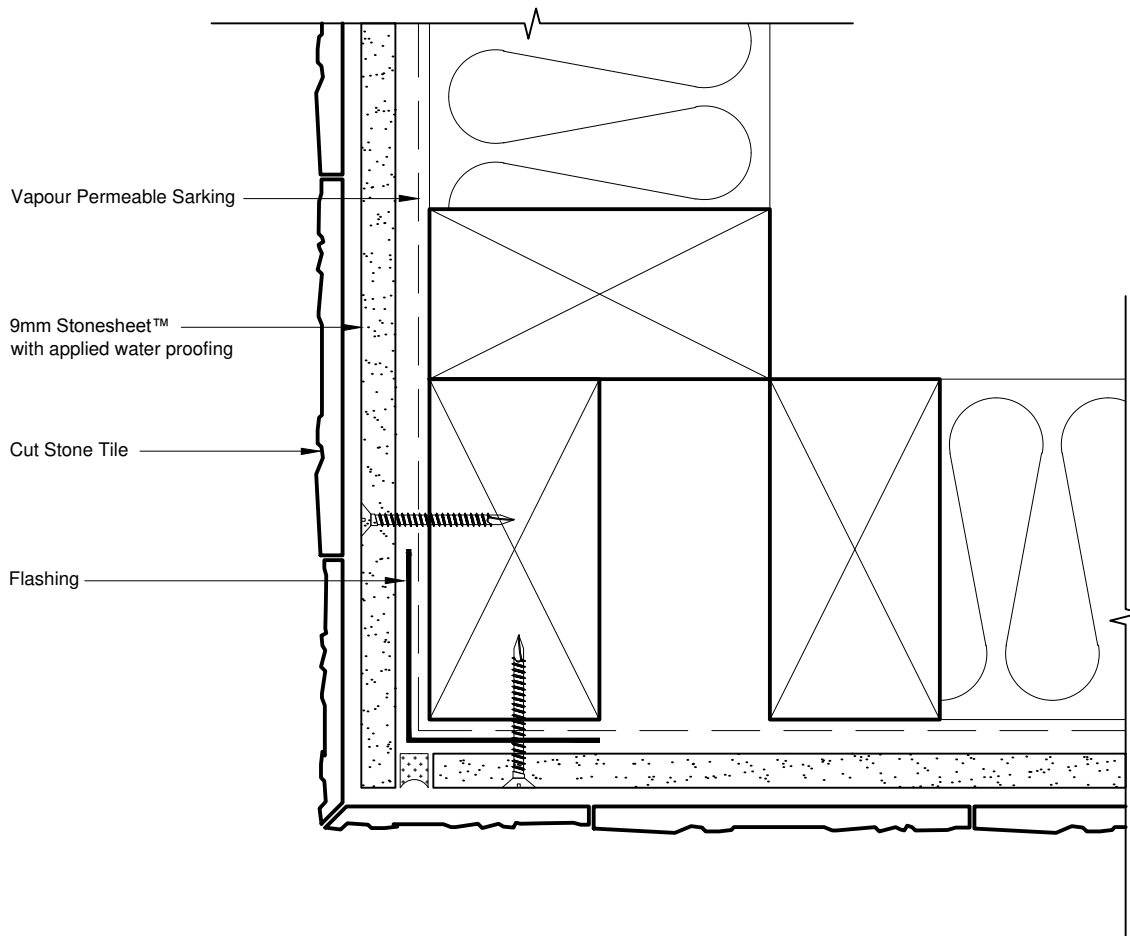 Vapour Permeable Sarking
9mm Stonesheet™
with applied water proofing
Cut Stone Tile
Flashing